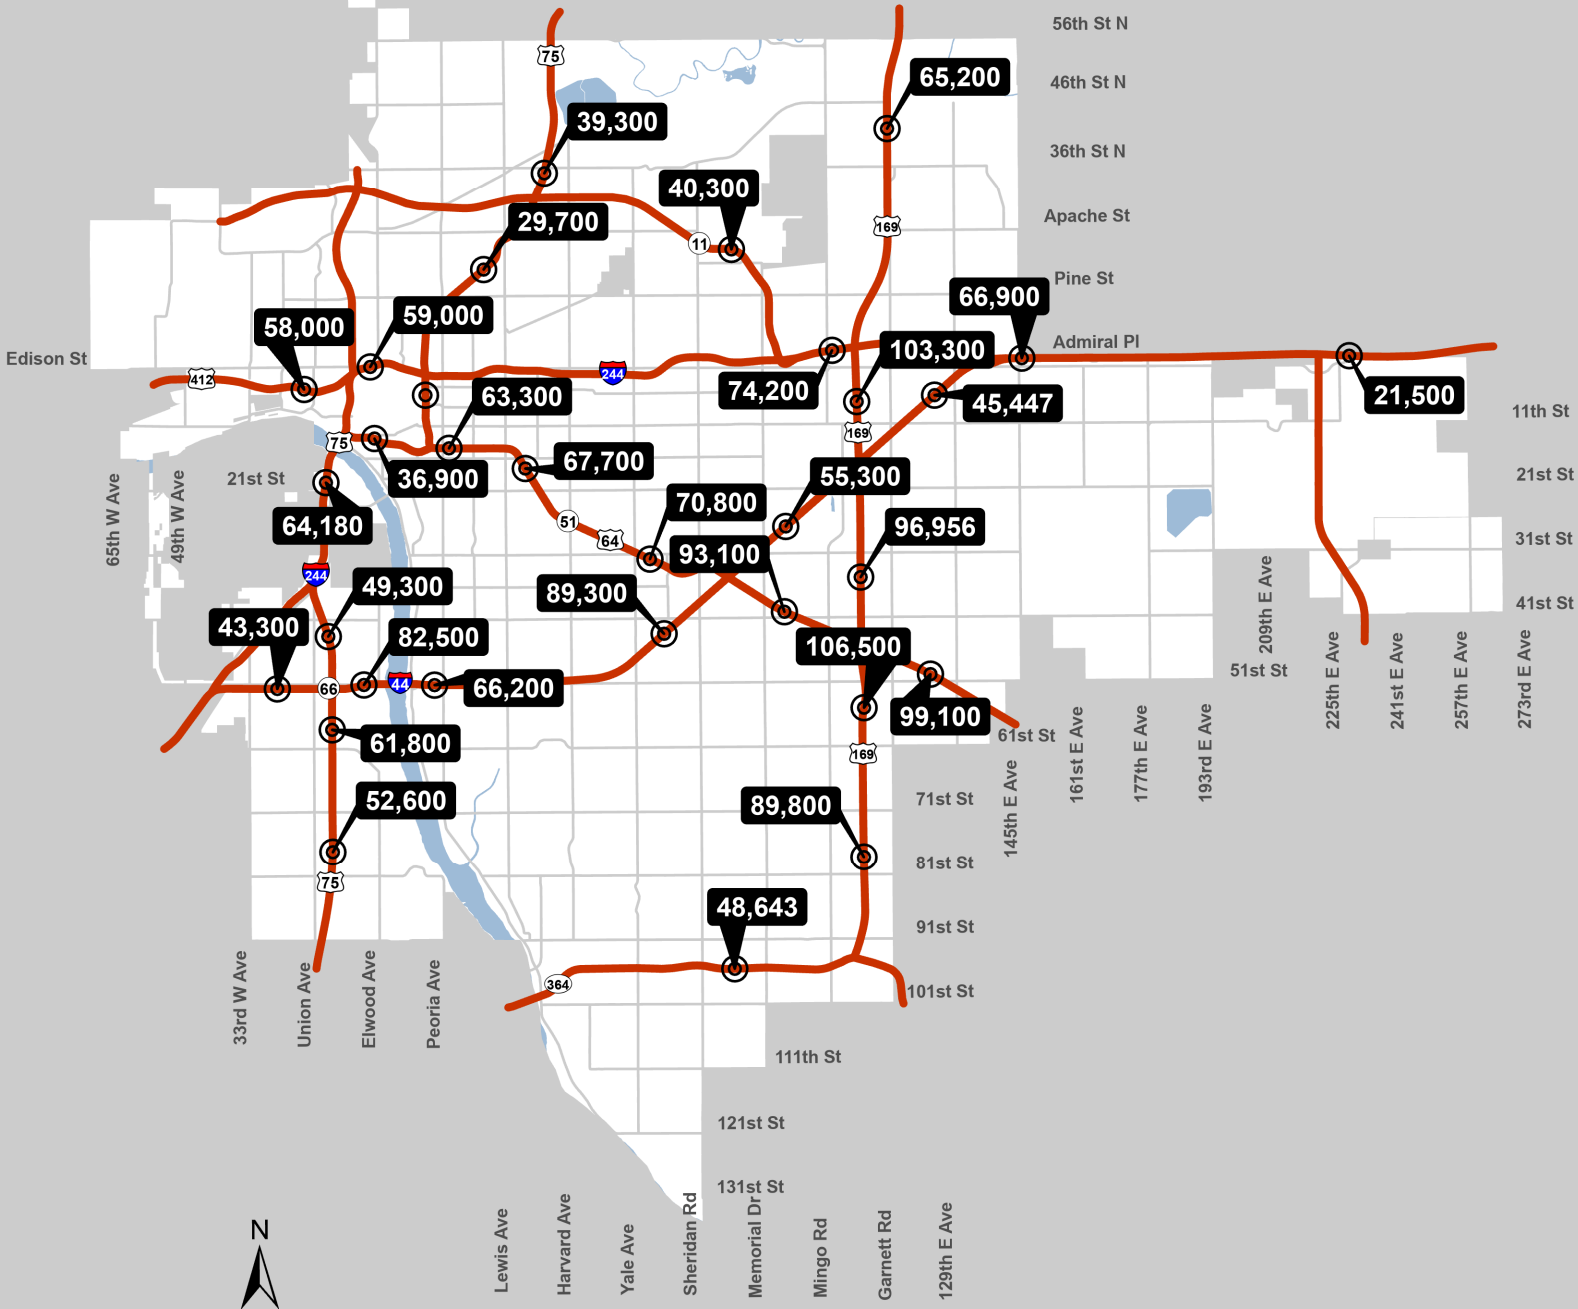 56th St N
75
65,200
46th St N
39,300
36th St N
40,300
Apache St
29,700
169
11
Pine St
66,900
59,000
58,000
Admiral Pl
103,300
Edison St
244
412
74,200
63,300
45,447
21,500
11th St
169
75
67,700
36,900
21st St
55,300
21st St
65th W Ave
49th W Ave
70,800
51
64,180
64
96,956
31st St
93,100
244
49,300
89,300
209th E Ave
41st St
43,300
82,500
106,500
51st St
66
44
66,200
225th E Ave
241st E Ave
257th E Ave
273rd E Ave
99,100
61st St
61,800
169
161st E Ave
177th E Ave
193rd E Ave
52,600
89,800
71st St
145th E Ave
81st St
75
48,643
91st St
364
101st St
33rd W Ave
Union Ave
Elwood Ave
Peoria Ave
111th St
121st St
131st St
N
Lewis Ave
Harvard Ave
Yale Ave
Sheridan Rd
Memorial Dr
Mingo Rd
Garnett Rd
129th E Ave